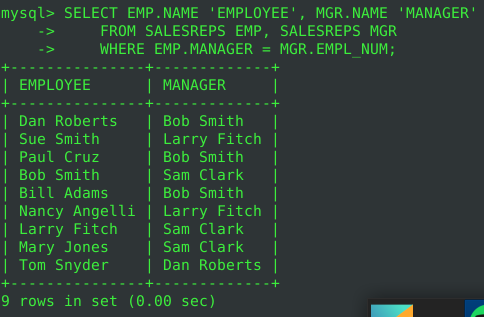 mysql> SELECT EMP.NAME 'EMPLOYEE', MGR.NAME 'MANAGER'
    ->     FROM SALESREPS EMP, SALESREPS MGR
    ->     WHERE EMP.MANAGER = MGR.EMPL_NUM;
+---------------+-------------+
| EMPLOYEE      | MANAGER     |
+---------------+-------------+
| Dan Roberts   | Bob Smith   |
| Sue Smith     | Larry Fitch |
| Paul Cruz     | Bob Smith   |
| Bob Smith     | Sam Clark   |
| Bill Adams    | Bob Smith   |
| Nancy Angelli | Larry Fitch |
| Larry Fitch   | Sam Clark   |
| Mary Jones    | Sam Clark   |
| Tom Snyder    | Dan Roberts |
+---------------+-------------+
9 rows in set (0.00 sec)